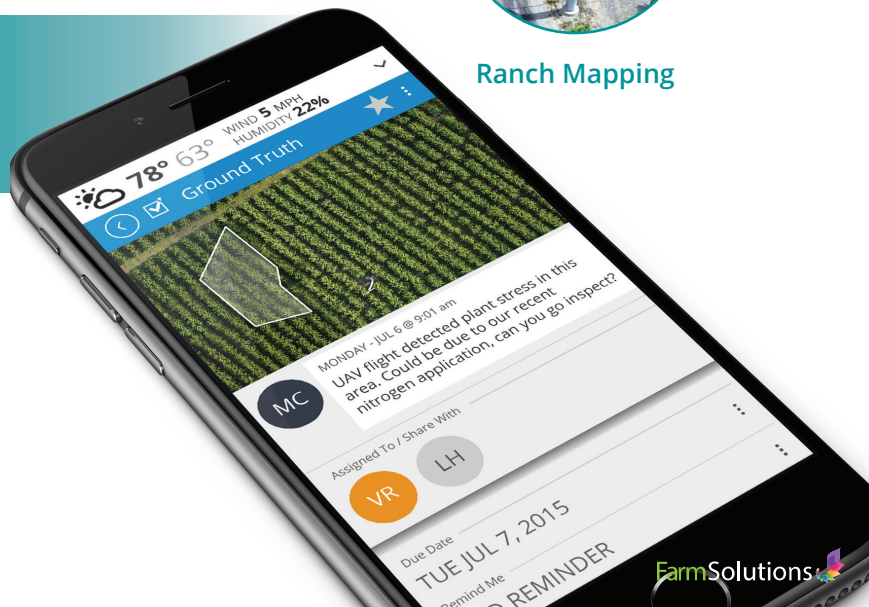 Ranch Mapping
78° 63° WIND 5 MPH
HUMIDITY 22%
Ground Truth
MONDAY - JUL 6 @ 9:01 am
UAV flight detected plant stress in this
area. Could be due to our recent
nitrogen application, can you go inspect?
MC
Assigned To / Share With
VR LH
Due Date
TUE JUL 7, 2015
Remind Me
REMINDER
FarmSolutions